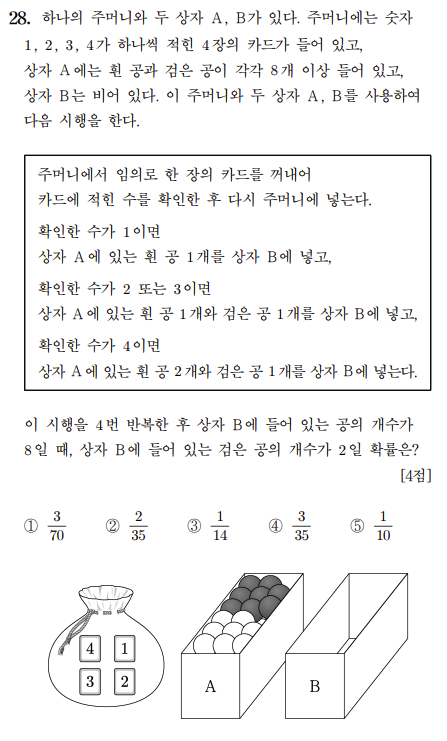 28. 하나의 주머니와 두 상자 A, B가 있다. 주머니에는 숫자
1, 2, 3, 4가 하나씩 적힌 4장의 카드가 들어 있고,
상자 A에는 흰 공과 검은 공이 각각 8개 이상 들어 있고,
상자 B는 비어 있다. 이 주머니와 두 상자 A, B를 사용하여
다음 시행을 한다.
주머니에서 임의로 한 장의 카드를 꺼내어
카드에 적힌 수를 확인한 후 다시 주머니에 넣는다.
확인한 수가 1이면
상자 A에 있는 흰 공 1개를 상자 B에 넣고,
확인한 수가 2 또는 3이면
상자 A에 있는 흰 공 1개와 검은 공 1개를 상자 B에 넣고,
확인한 수가 4이면
상자 A에 있는 흰 공 2개와 검은 공 1개를 상자 B에 넣는다.
이 시행을 4번 반복한 후 상자 B에 들어 있는 공의 개수가
8일 때, 상자 B에 들어 있는 검은 공의 개수가 2일 확률은?
[4점]
① 3/70 ② 2/35 ③ 1/14 ④ 3/35 ⑤ 1/10
4 1
3 2
A B